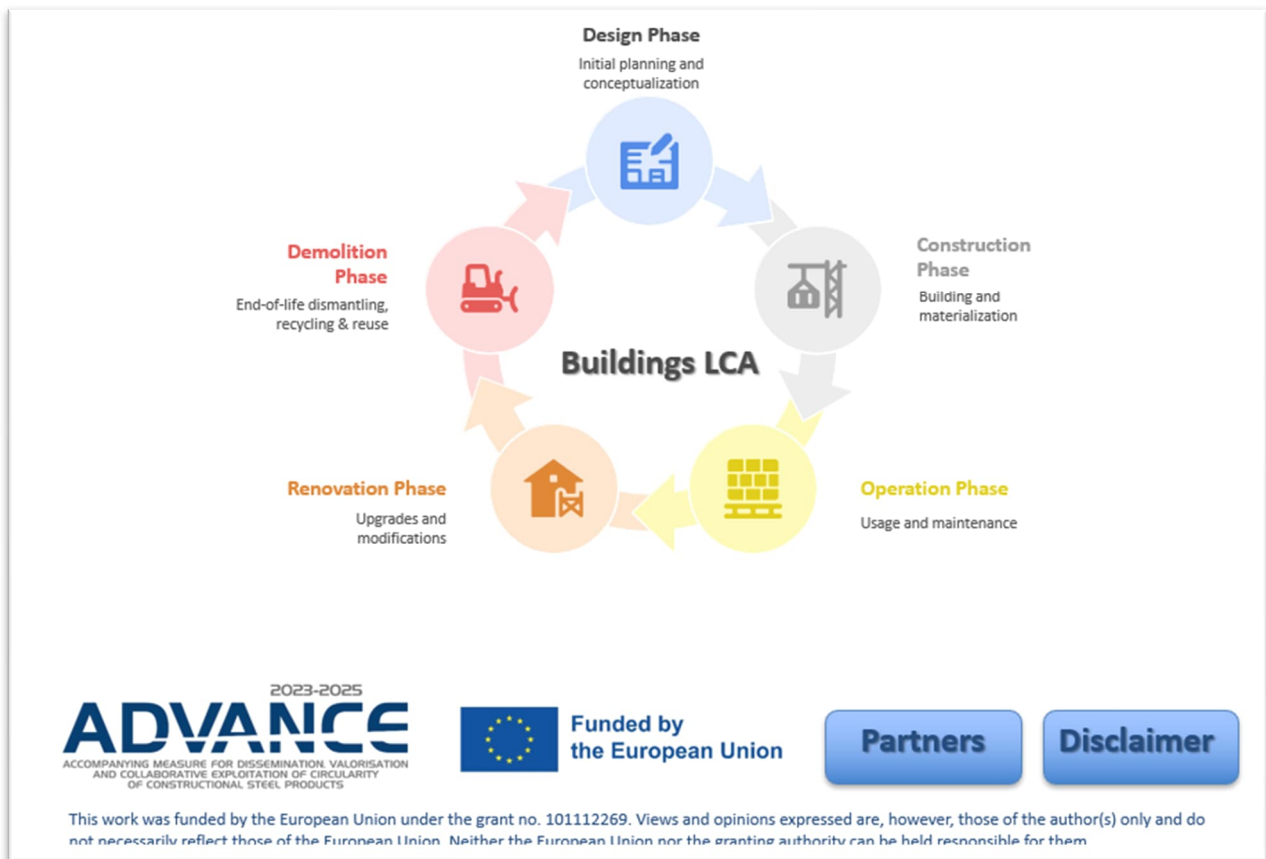 Design Phase
Initial planning and
conceptualization
Demolition
Phase
End-of-life dismantling,
recycling & reuse
Construction
Phase
Building and
materialization
Buildings LCA
Renovation Phase
Upgrades and
modifications
Operation Phase
Usage and maintenance
2023-2025
ADVANCE
ACCOMPANYING MEASURE FOR DISSEMINATION, VALORISATION
AND COLLABORATIVE EXPLOITATION OF CIRCULARITY
OF CONSTRUCTIONAL STEEL PRODUCTS
Funded by
the European Union
Partners
Disclaimer
This work was funded by the European Union under the grant no. 101112269. Views and opinions expressed are, however, those of the author(s) only and do
not necessarily reflect those of the European Union. Neither the European Union nor the granting authority can be held responsible for them.